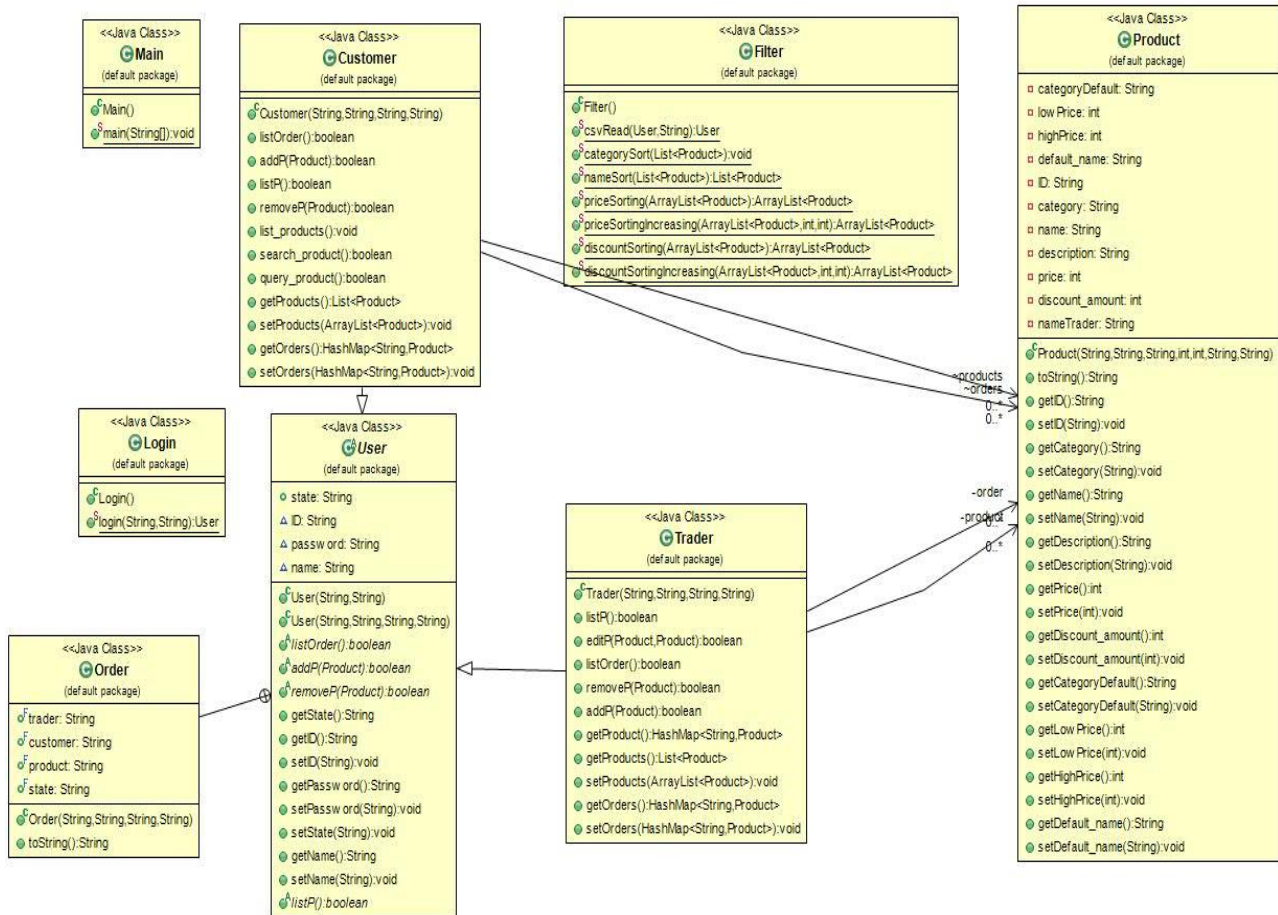 <<Java Class>>
Main
(default package)
Main()
main(String[]):void
<<Java Class>>
Customer
(default package)
Customer(String,String,String,String)
listOrder():boolean
addP(Product):boolean
listP():boolean
removeP(Product):boolean
list_products():void
search_product():boolean
query_product():boolean
getProducts():List<Product>
setProducts(ArrayList<Product>):void
getOrders():HashMap<String,Product>
setOrders(HashMap<String,Product>):void
<<Java Class>>
Filter
(default package)
Filter()
csvRead(User,String):User
categorySort(List<Product>):void
nameSort(List<Product>):List<Product>
priceSorting(ArrayList<Product>):ArrayList<Product>
priceSortingIncreasing(ArrayList<Product>,int,int):ArrayList<Product>
discountSorting(ArrayList<Product>):ArrayList<Product>
discountSortingIncreasing(ArrayList<Product>,int,int):ArrayList<Product>
<<Java Class>>
Product
(default package)
categoryDefault: String
lowPrice: int
highPrice: int
default_name: String
ID: String
category: String
name: String
description: String
price: int
discount_amount: int
nameTrader: String
Product(String,String,String,int,int,String,String)
toString():String
getID():String
setID(String):void
getCategory():String
setCategory(String):void
getName():String
setName(String):void
getDescription():String
setDescription(String):void
getPrice():int
setPrice(int):void
getDiscount_amount():int
setDiscount_amount(int):void
getCategoryDefault():String
setCategoryDefault(String):void
getLowPrice():int
setLowPrice(int):void
getHighPrice():int
setHighPrice(int):void
getDefault_name():String
setDefault_name(String):void
~products
~orders
0..*
0..*
<<Java Class>>
Login
(default package)
Login()
login(String,String):User
<<Java Class>>
User
(default package)
state: String
ID: String
password: String
name: String
User(String,String)
User(String,String,String,String)
listOrder():boolean
addP(Product):boolean
removeP(Product):boolean
getState():String
getID():String
setID(String):void
getPassword():String
setPassword(String):void
setState(String):void
getName():String
setName(String):void
listP():boolean
-order
-product
0..*
0..*
<<Java Class>>
Trader
(default package)
Trader(String,String,String,String)
listP():boolean
editP(Product,Product):boolean
listOrder():boolean
removeP(Product):boolean
addP(Product):boolean
getProduct():HashMap<String,Product>
getProducts():List<Product>
setProducts(ArrayList<Product>):void
getOrders():HashMap<String,Product>
setOrders(HashMap<String,Product>):void
<<Java Class>>
Order
(default package)
trader: String
customer: String
product: String
state: String
Order(String,String,String,String)
toString():String